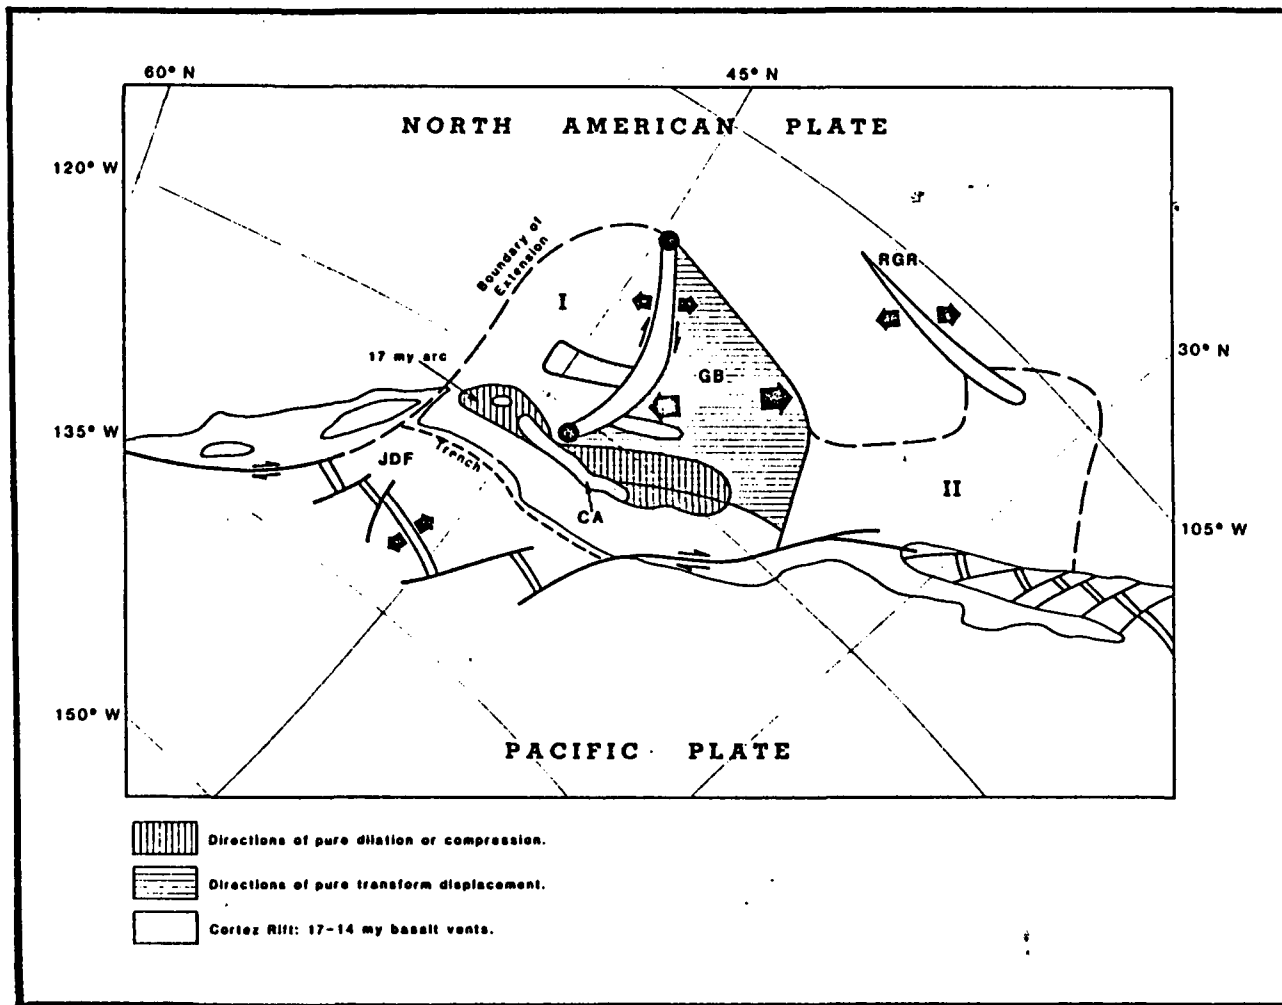 60° N
45° N
NORTH AMERICAN PLATE
120° W
Boundary of
Extension
RGR
I
17 my arc
GB
30° N
135° W
JDF
Trench
II
CA
105° W
150° W
PACIFIC PLATE
Directions of pure dilation or compression.
Directions of pure transform displacement.
Cortez Rift: 17-14 my basalt vents.